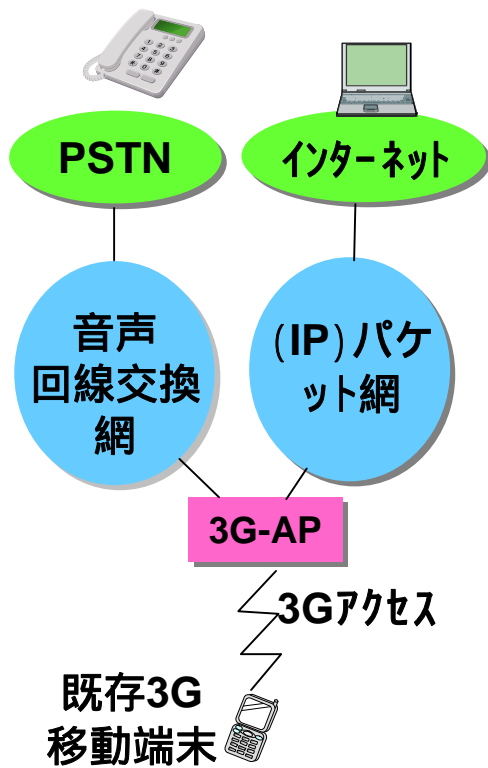 PSTN
インターネット
音声
回線交換
網
(IP)パケ
ット網
3G-AP
3Gアクセス
既存3G
移動端末